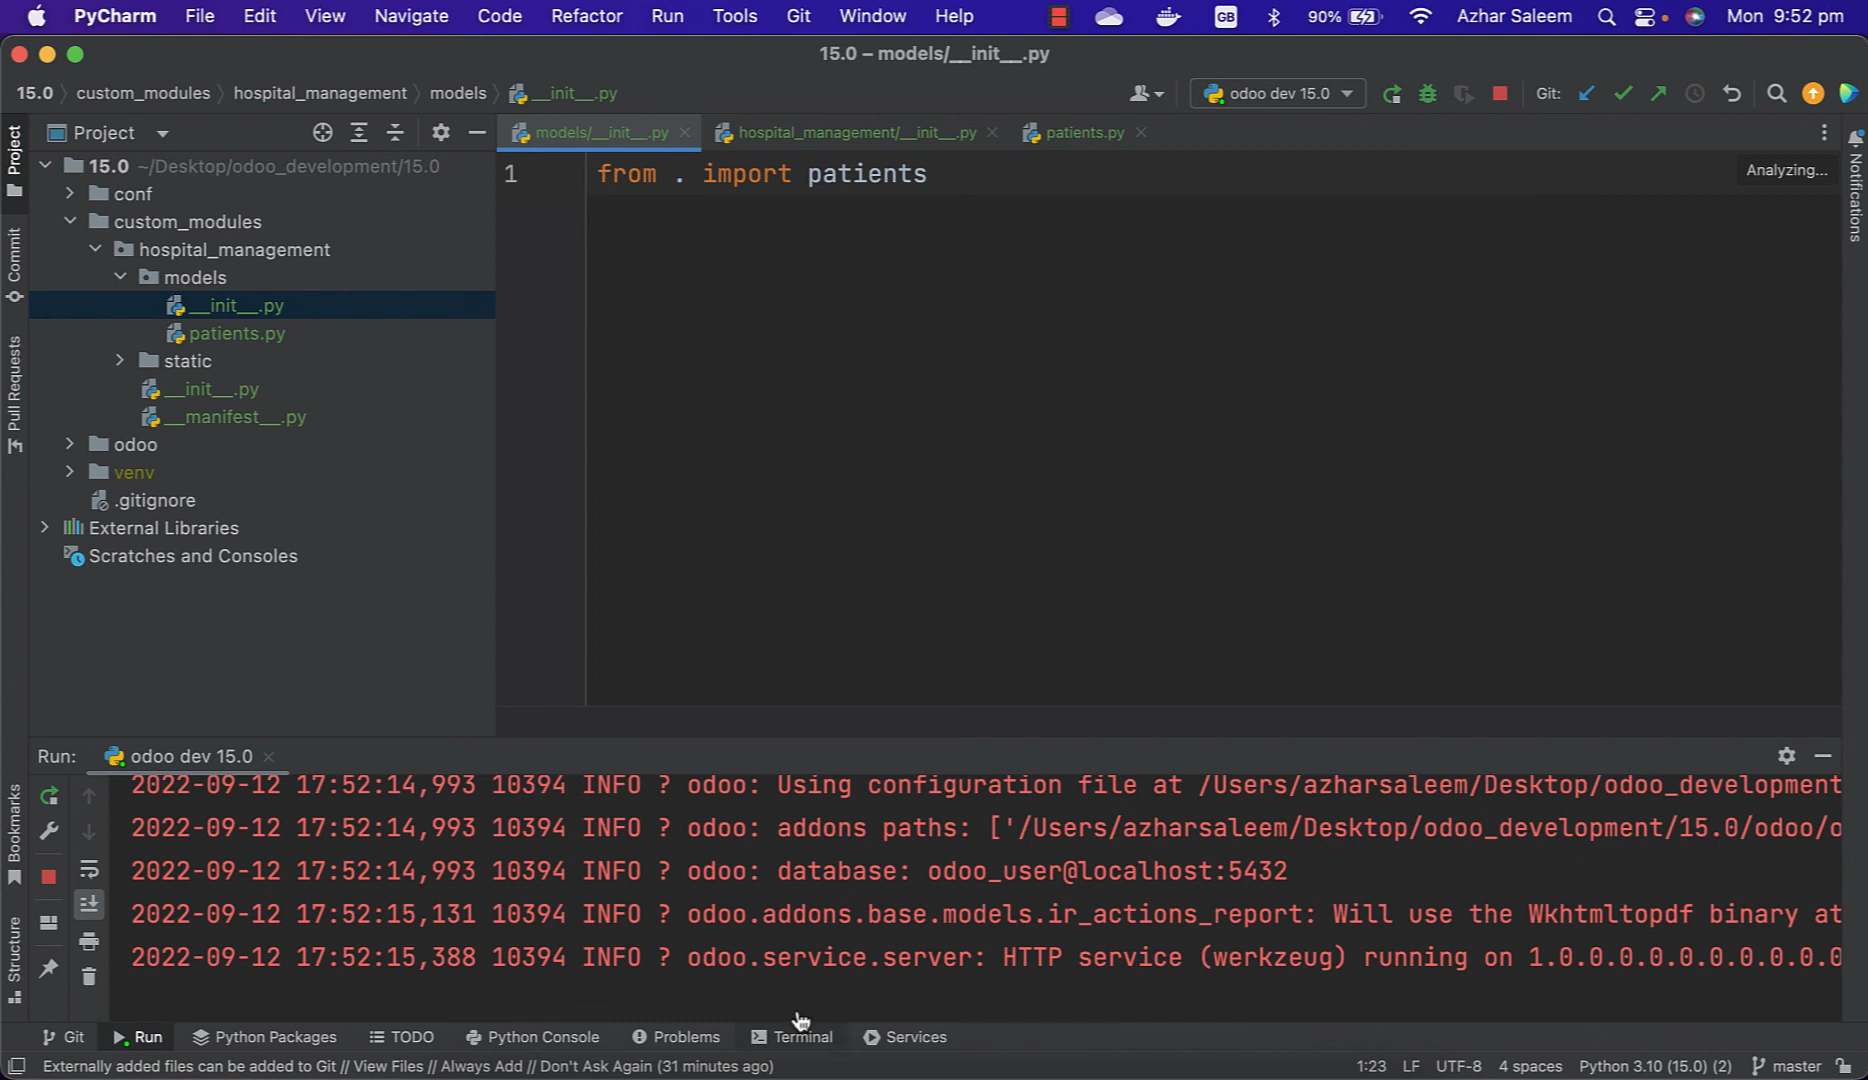 PyCharm File Edit View Navigate Code Refactor Run Tools Git Window Help GB 90% Azhar Saleem Mon 9:52 pm
15.0 – models/__init__.py
15.0 custom_modules hospital_management models __init__.py odoo dev 15.0 Git:
Project models/__init__.py hospital_management/__init__.py patients.py
15.0 ~/Desktop/odoo_development/15.0
conf
custom_modules
hospital_management
models
__init__.py
patients.py
static
__init__.py
__manifest__.py
odoo
venv
.gitignore
External Libraries
Scratches and Consoles
1 from . import patients
Analyzing...
Project
Commit
Pull Requests
Bookmarks
Structure
Notifications
Run: odoo dev 15.0
2022-09-12 17:52:14,993 10394 INFO ? odoo: Using configuration file at /Users/azharsaleem/Desktop/odoo_development
2022-09-12 17:52:14,993 10394 INFO ? odoo: addons paths: ['/Users/azharsaleem/Desktop/odoo_development/15.0/odoo/o
2022-09-12 17:52:14,993 10394 INFO ? odoo: database: odoo_user@localhost:5432
2022-09-12 17:52:15,131 10394 INFO ? odoo.addons.base.models.ir_actions_report: Will use the Wkhtmltopdf binary at
2022-09-12 17:52:15,388 10394 INFO ? odoo.service.server: HTTP service (werkzeug) running on 1.0.0.0.0.0.0.0.0.0.0
Git Run Python Packages TODO Python Console Problems Terminal Services
Externally added files can be added to Git // View Files // Always Add // Don't Ask Again (31 minutes ago) 1:23 LF UTF-8 4 spaces Python 3.10 (15.0) (2) master